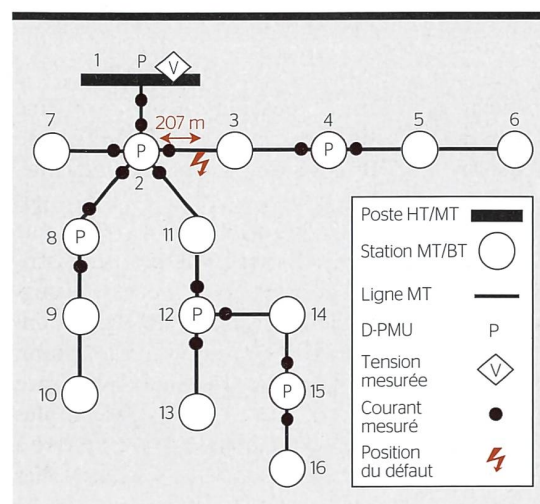 1 P V
207 m
7 P 2 3 4 P 5 6
8 P 11
9 12 P 14
10 13 P 15
16
Poste HT/MT
Station MT/BT
Ligne MT
D-PMU P
Tension mesurée V
Courant mesuré
Position du défaut